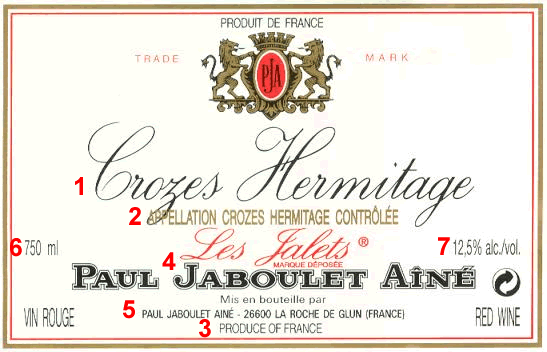 PRODUIT DE FRANCE
TRADE MARK
PJA
1 Crozes Hermitage
2 APPELLATION CROZES HERMITAGE CONTRÔLÉE
6 750 ml
4 Les Jalets ®
7 12,5% alc./vol.
MARQUE DÉPOSÉE
PAUL JABOULET AÎNÉ
Mis en bouteille par
VIN ROUGE
5 PAUL JABOULET AINÉ - 26600 LA ROCHE DE GLUN (FRANCE)
RED WINE
3 PRODUCE OF FRANCE